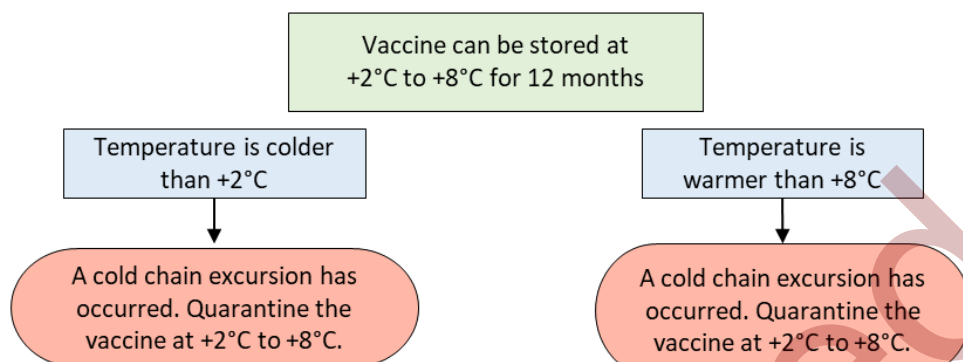 Vaccine can be stored at
+2°C to +8°C for 12 months
Temperature is colder
than +2°C
Temperature is
warmer than +8°C
A cold chain excursion has
occurred. Quarantine the
vaccine at +2°C to +8°C.
A cold chain excursion has
occurred. Quarantine the
vaccine at +2°C to +8°C.